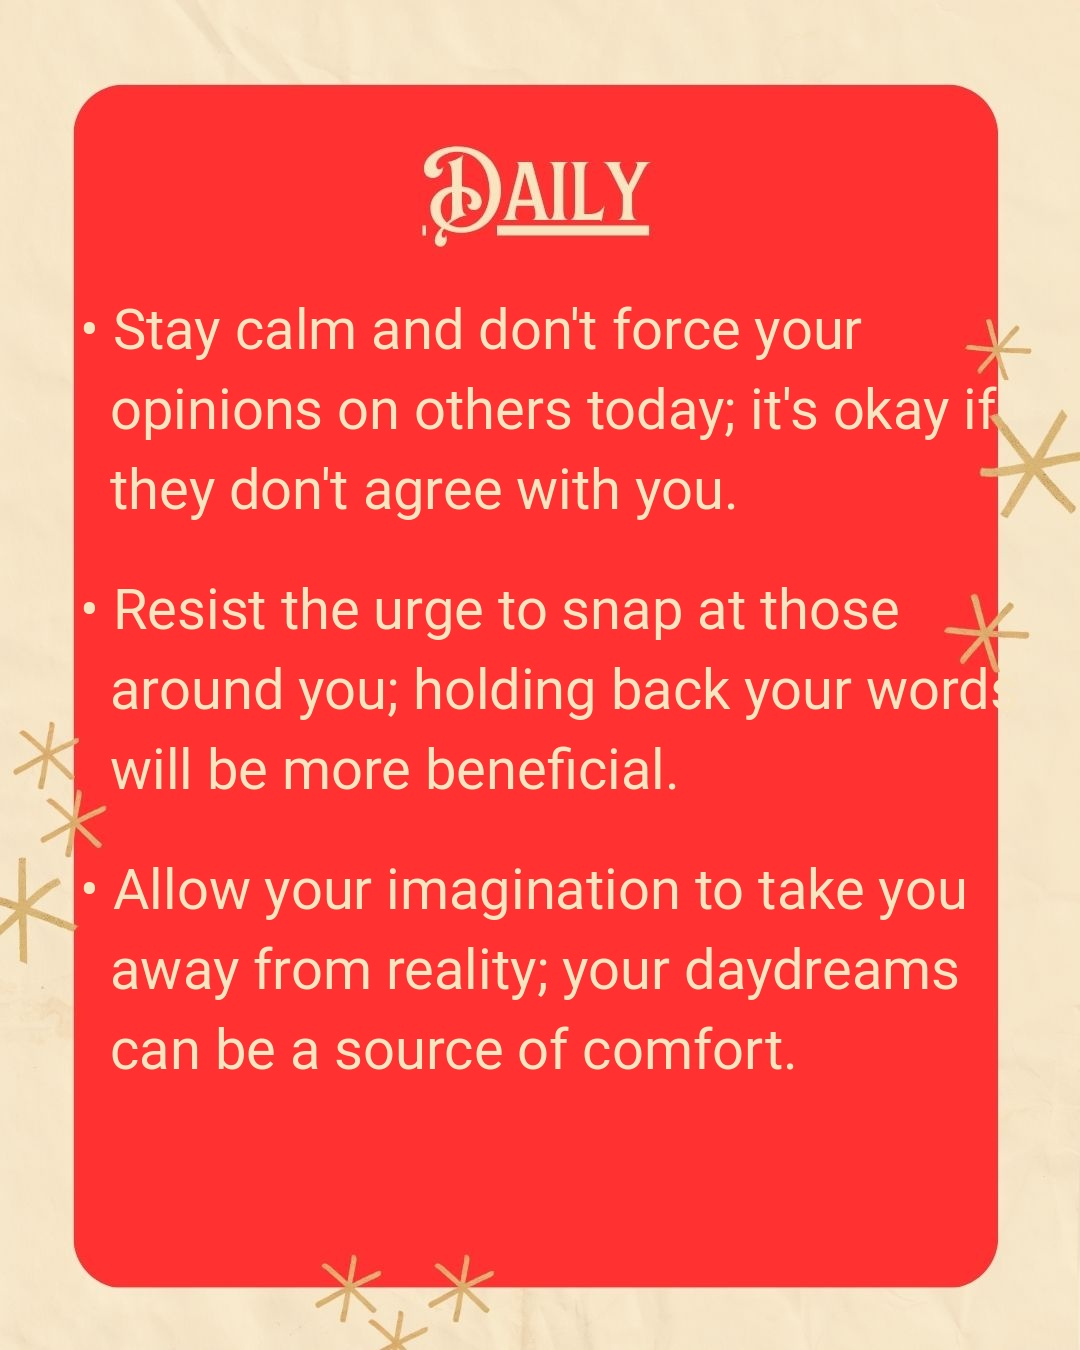 Daily
• Stay calm and don't force your
opinions on others today; it's okay if
they don't agree with you.
• Resist the urge to snap at those
around you; holding back your words
will be more beneficial.
• Allow your imagination to take you
away from reality; your daydreams
can be a source of comfort.